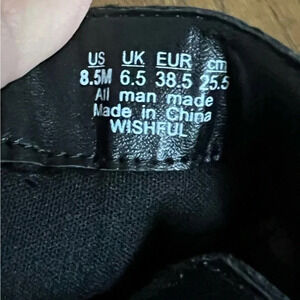 US UK EUR cm
8.5M 6.5 38.5 25.5
All man made
Made in China
WISHFUL